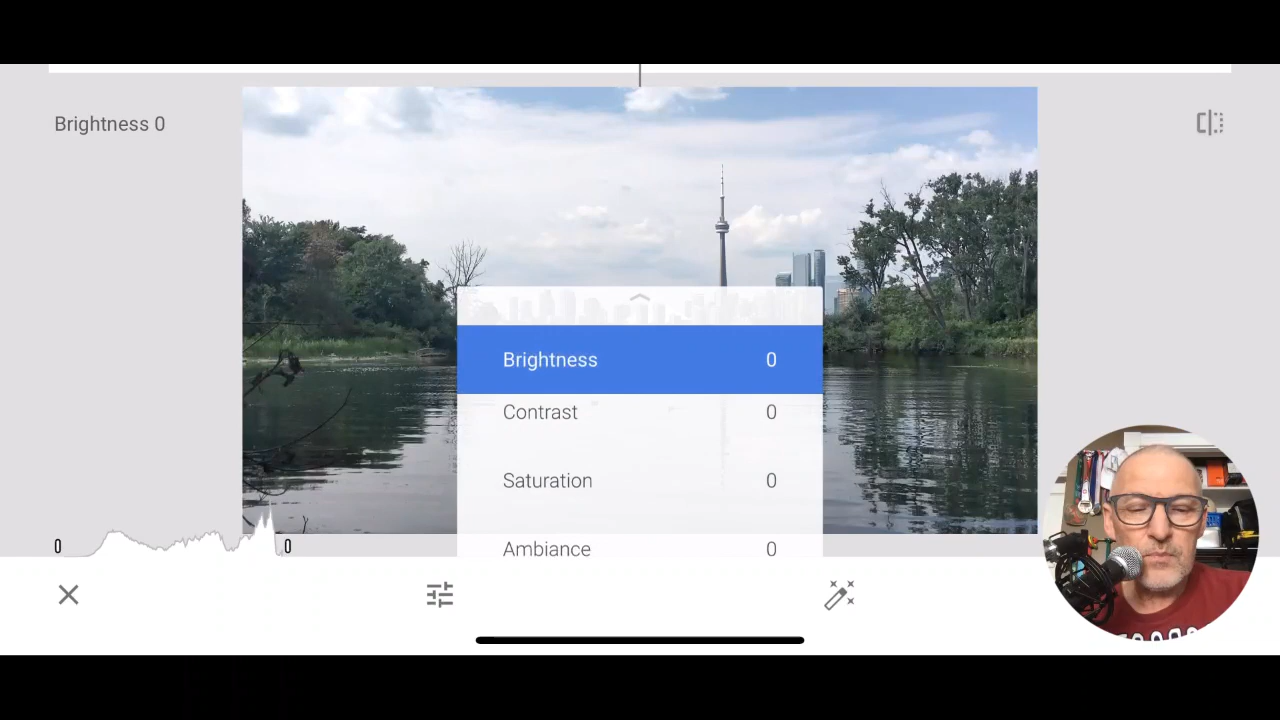 Brightness 0
Brightness 0
Contrast 0
Saturation 0
Ambiance 0
0 0